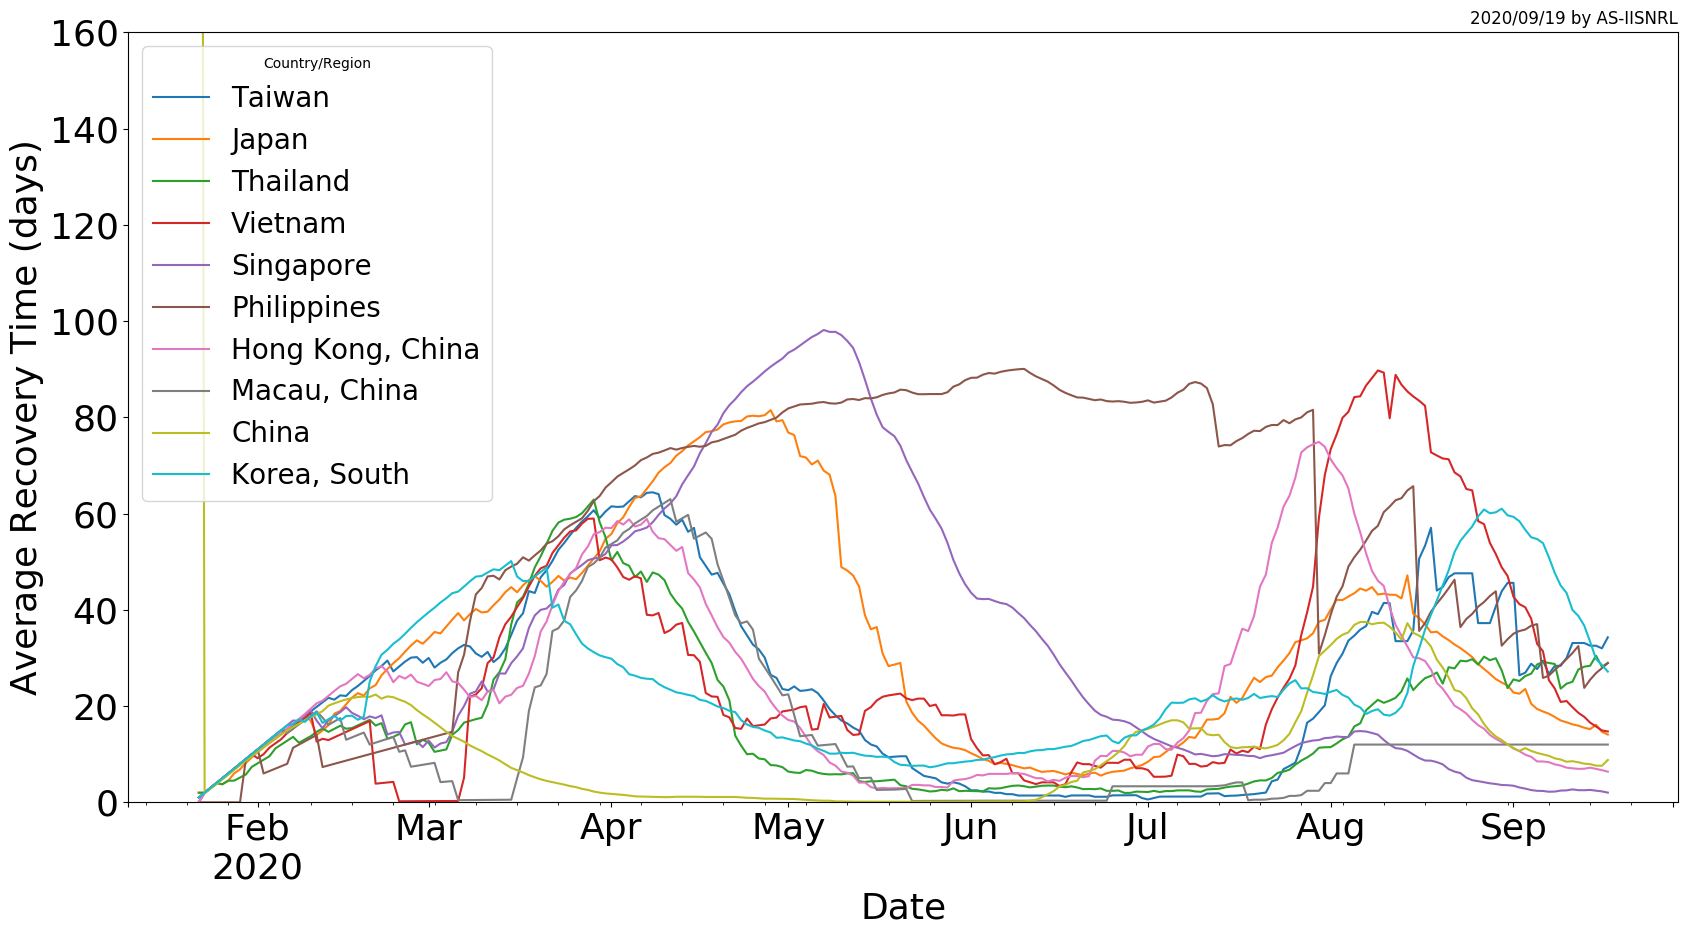 2020/09/19 by AS-IISNRL
160
140
120
100
80
60
40
20
0
Average Recovery Time (days)
Country/Region
Taiwan
Japan
Thailand
Vietnam
Singapore
Philippines
Hong Kong, China
Macau, China
China
Korea, South
Feb Mar Apr May Jun Jul Aug Sep
2020
Date